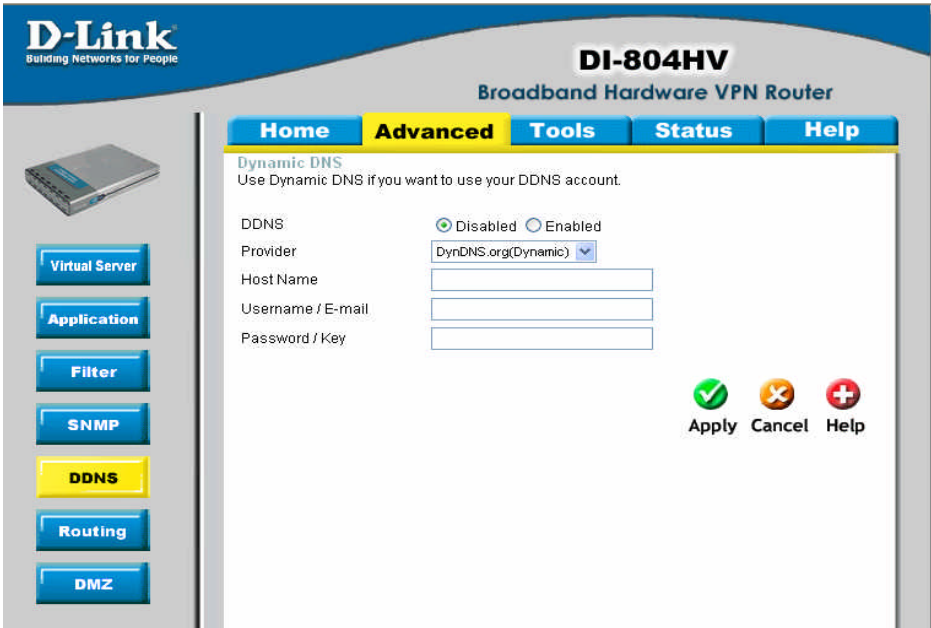 D-Link
Building Networks for People
DI-804HV
Broadband Hardware VPN Router
Home Advanced Tools Status Help
Dynamic DNS
Use Dynamic DNS if you want to use your DDNS account.
DDNS Disabled Enabled
Provider DynDNS.org(Dynamic)
Host Name
Username / E-mail
Password / Key
Apply Cancel Help
Virtual Server
Application
Filter
SNMP
DDNS
Routing
DMZ